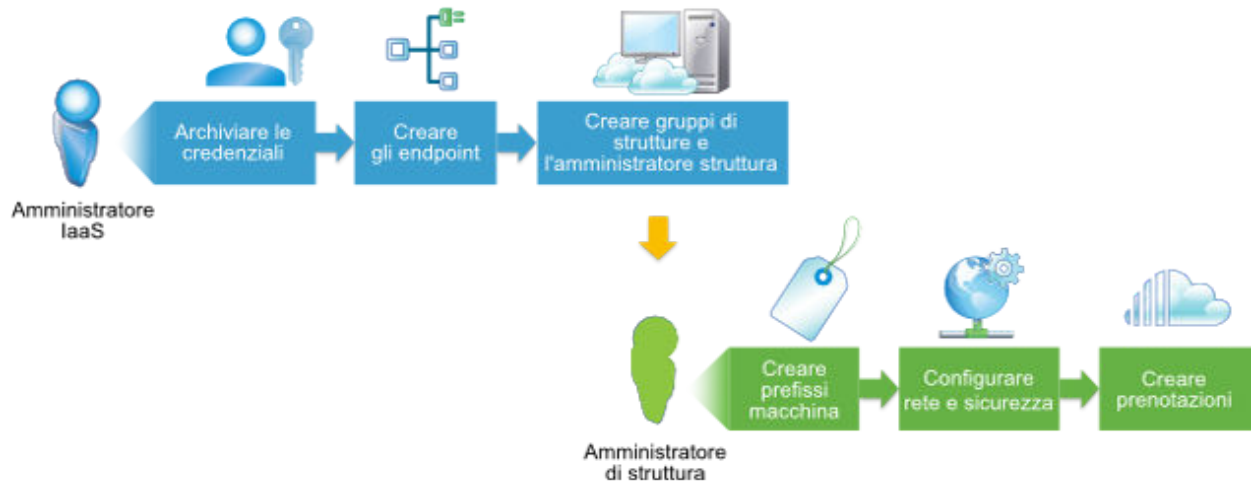 Archiviare le
credenziali
Creare
gli endpoint
Creare gruppi di
strutture e
l'amministratore struttura
Amministratore
IaaS
Creare
prefissi
macchina
Configurare
rete e sicurezza
Creare
prenotazioni
Amministratore
di struttura